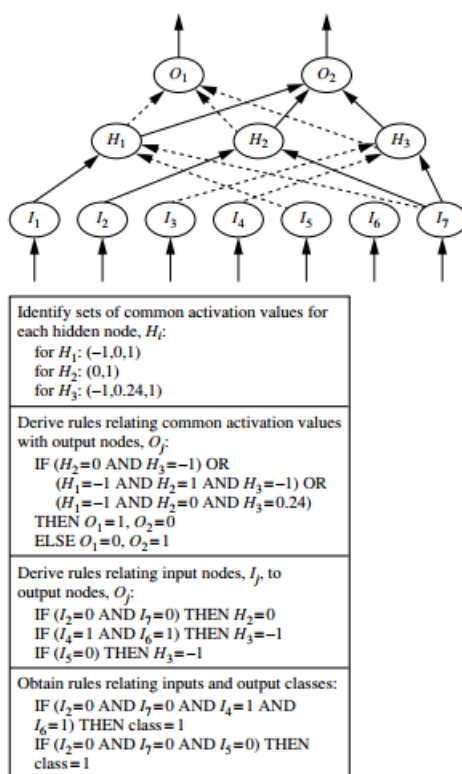 O1 O2
H1 H2 H3
I1 I2 I3 I4 I5 I6 I7
Identify sets of common activation values for
each hidden node, Hi:
for H1: (−1,0,1)
for H2: (0,1)
for H3: (−1,0.24,1)
Derive rules relating common activation values
with output nodes, Oj:
IF (H2=0 AND H3=−1) OR
(H1=−1 AND H2=1 AND H3=−1) OR
(H1=−1 AND H2=0 AND H3=0.24)
THEN O1=1, O2=0
ELSE O1=0, O2=1
Derive rules relating input nodes, Ij, to
output nodes, Oj:
IF (I2=0 AND I7=0) THEN H2=0
IF (I4=1 AND I6=1) THEN H3=−1
IF (I5=0) THEN H3=−1
Obtain rules relating inputs and output classes:
IF (I2=0 AND I7=0 AND I4=1 AND
I6=1) THEN class=1
IF (I2=0 AND I7=0 AND I5=0) THEN
class=1